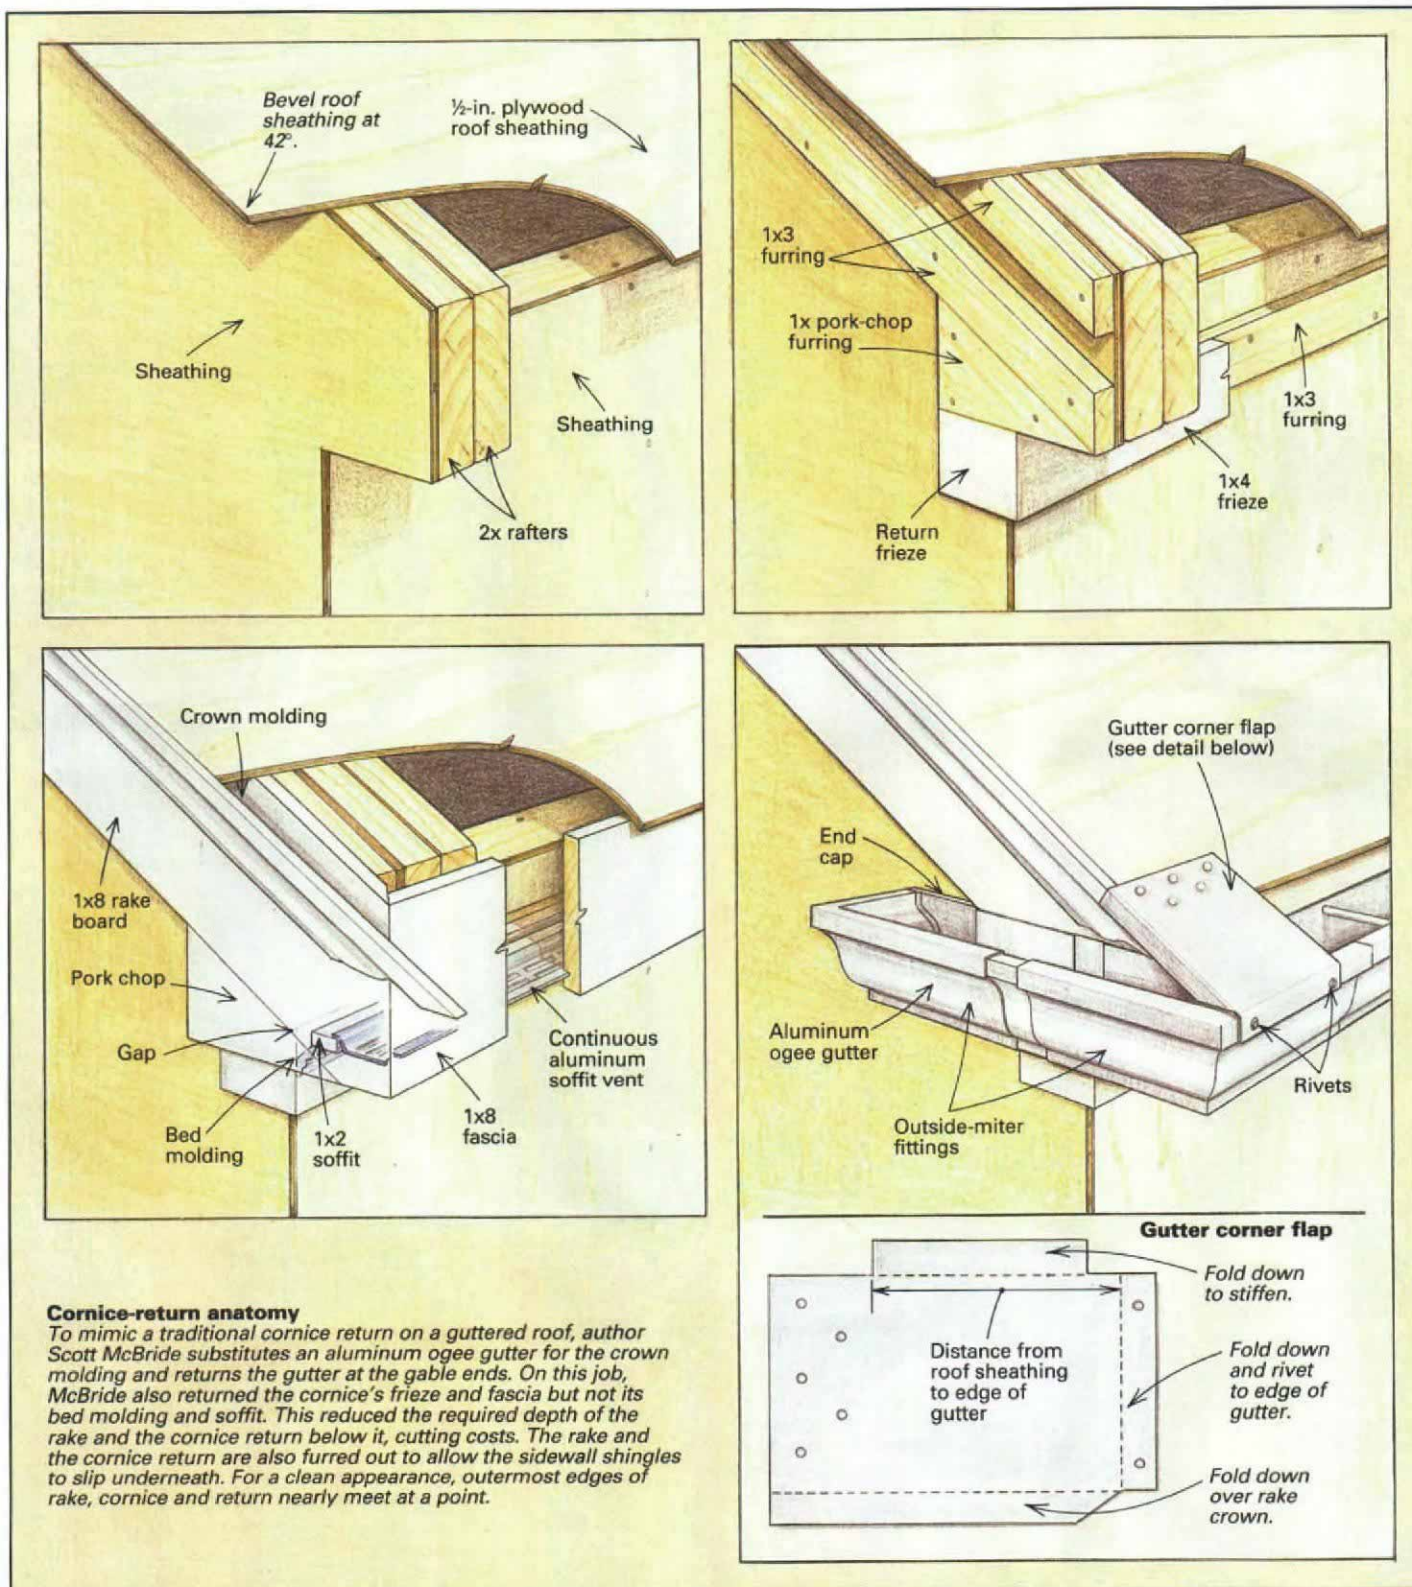 Bevel roof
sheathing at
42°.
½-in. plywood
roof sheathing
Sheathing
Sheathing
2x rafters
1x3
furring
1x pork-chop
furring
1x3
furring
1x4
frieze
Return
frieze
Crown molding
1x8 rake
board
Pork chop
Gap
Bed
molding
1x2
soffit
1x8
fascia
Continuous
aluminum
soffit vent
Gutter corner flap
(see detail below)
End
cap
Aluminum
ogee gutter
Outside-miter
fittings
Rivets
Gutter corner flap
Fold down
to stiffen.
Distance from
roof sheathing
to edge of
gutter
Fold down
and rivet
to edge of
gutter.
Fold down
over rake
crown.
Cornice-return anatomy
To mimic a traditional cornice return on a guttered roof, author
Scott McBride substitutes an aluminum ogee gutter for the crown
molding and returns the gutter at the gable ends. On this job,
McBride also returned the cornice's frieze and fascia but not its
bed molding and soffit. This reduced the required depth of the
rake and the cornice return below it, cutting costs. The rake and
the cornice return are also furred out to allow the sidewall shingles
to slip underneath. For a clean appearance, outermost edges of
rake, cornice and return nearly meet at a point.